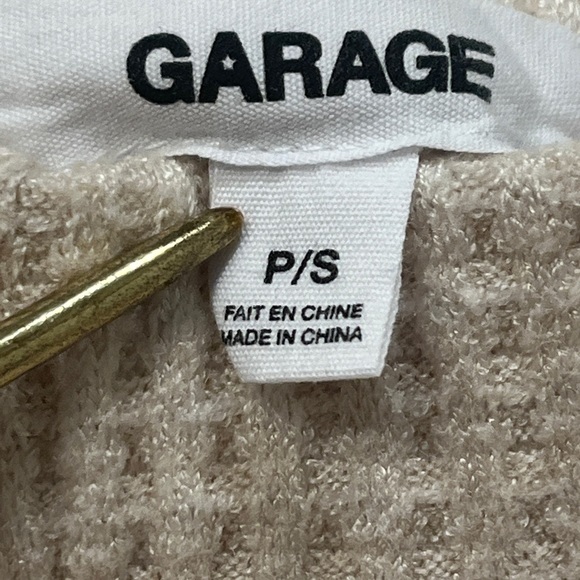 GARAGE
P/S
FAIT EN CHINE
MADE IN CHINA